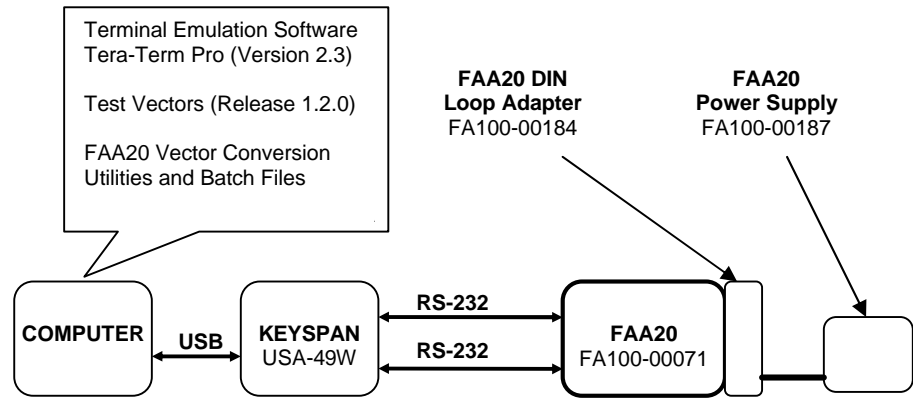 Terminal Emulation Software
Tera-Term Pro (Version 2.3)
Test Vectors (Release 1.2.0)
FAA20 Vector Conversion
Utilities and Batch Files
FAA20 DIN
Loop Adapter
FA100-00184
FAA20
Power Supply
FA100-00187
COMPUTER
USB
KEYSPAN
USA-49W
RS-232
RS-232
FAA20
FA100-00071